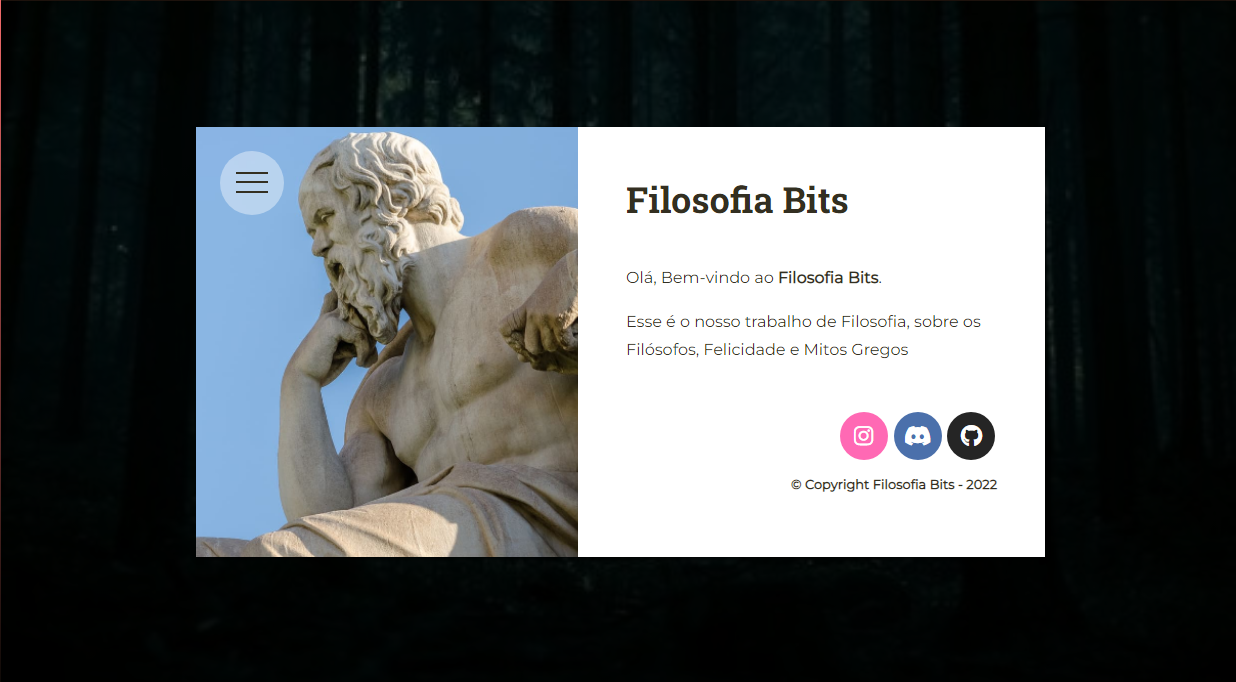 Filosofia Bits
Olá, Bem-vindo ao Filosofia Bits.
Esse é o nosso trabalho de Filosofia, sobre os
Filósofos, Felicidade e Mitos Gregos
© Copyright Filosofia Bits - 2022